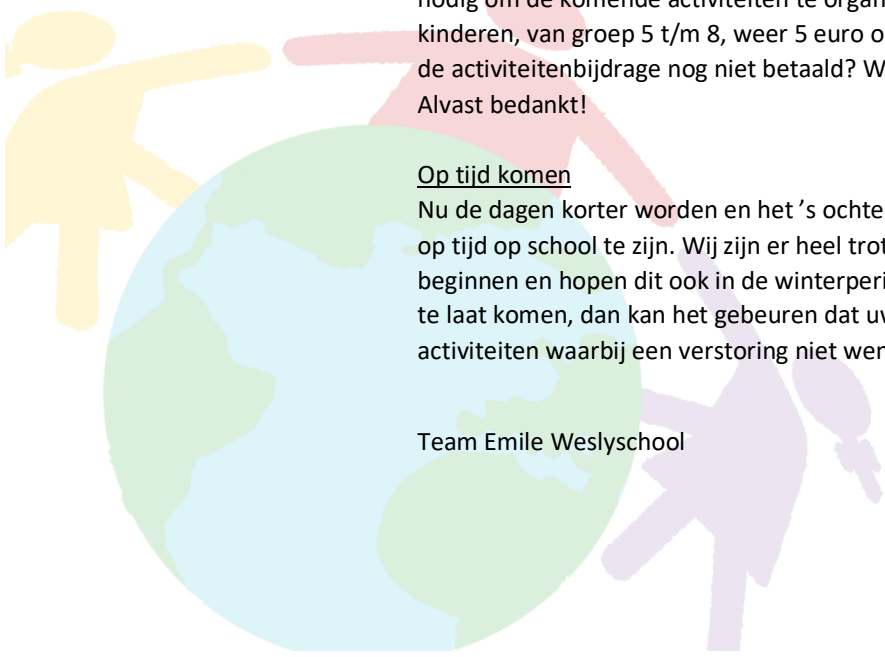 nodig om de komende activiteiten te organ
kinderen, van groep 5 t/m 8, weer 5 euro o
de activiteitenbijdrage nog niet betaald? W
Alvast bedankt!
Op tijd komen
Nu de dagen korter worden en het ’s ochte
op tijd op school te zijn. Wij zijn er heel trot
beginnen en hopen dit ook in de winterperi
te laat komen, dan kan het gebeuren dat uw
activiteiten waarbij een verstoring niet wen
Team Emile Weslyschool